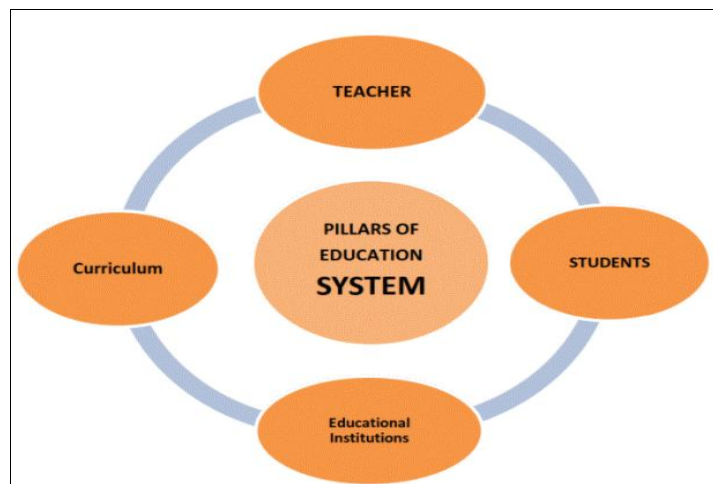 TEACHER
PILLARS OF
EDUCATION
SYSTEM
Curriculum
STUDENTS
Educational
Institutions